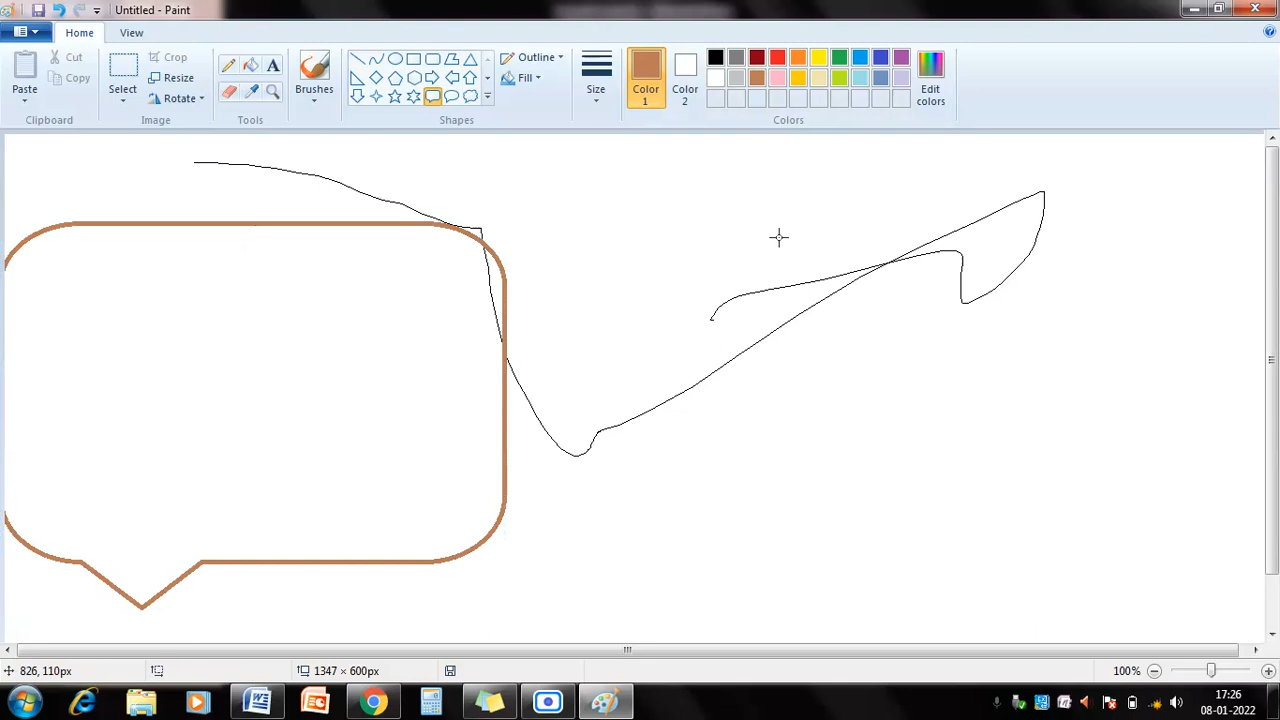 Untitled - Paint
Home
View
Paste
Cut
Copy
Clipboard
Select
Crop
Resize
Rotate
Image
A
Tools
Brushes
Outline
Fill
Shapes
Size
Color 1
Color 2
Edit colors
Colors
826, 110px
1347 × 600px
100%
17:26
08-01-2022